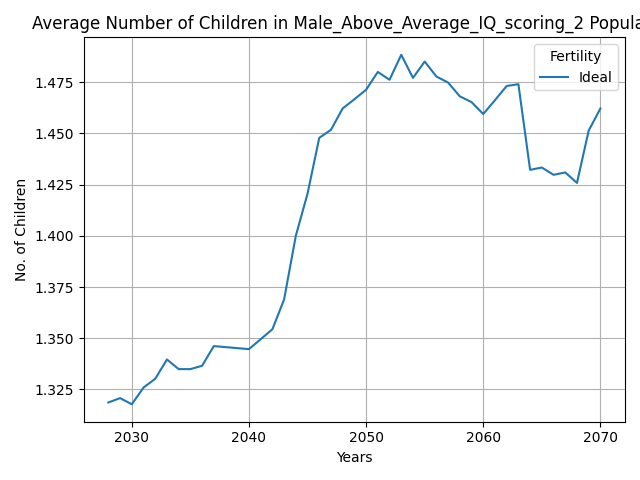 Average Number of Children in Male_Above_Average_IQ_scoring_2 Popula
Fertility
Ideal
No. of Children
1.475
1.450
1.425
1.400
1.375
1.350
1.325
2030 2040 2050 2060 2070
Years